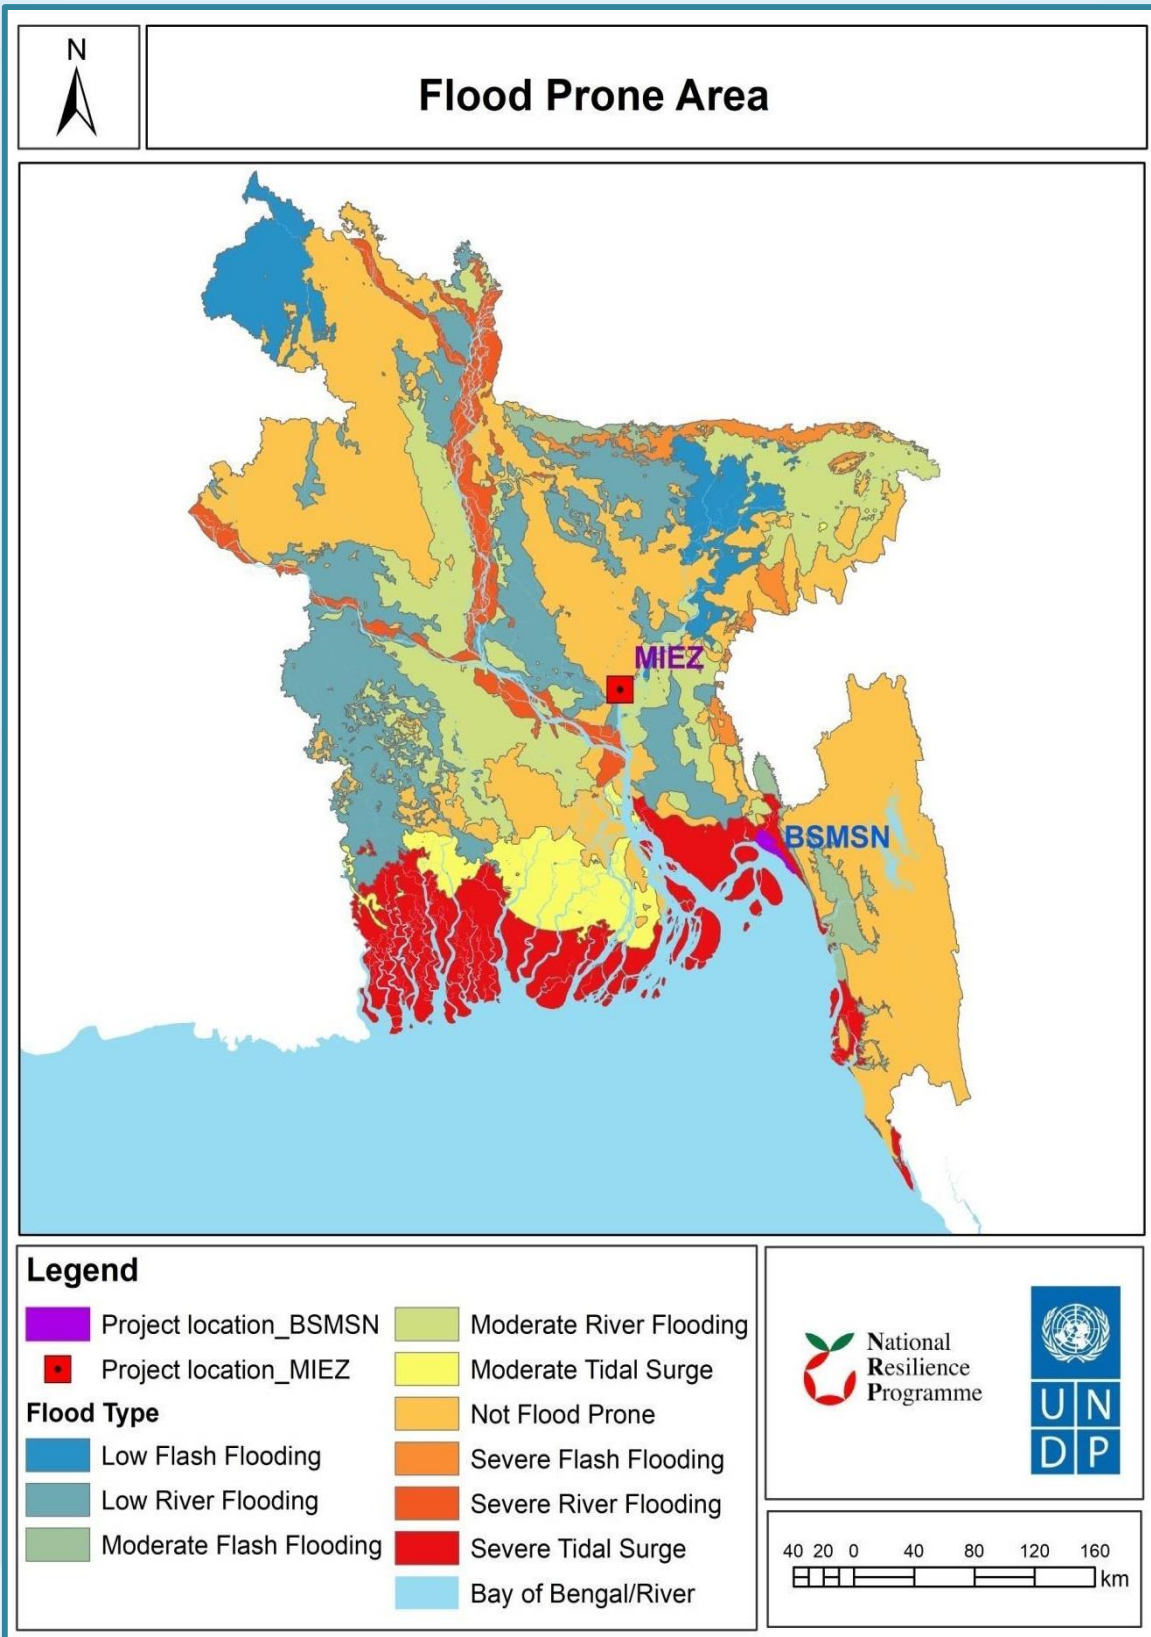 N
Flood Prone Area
MIEZ
BSMSN
Legend
Project location_BSMSN
Project location_MIEZ
Flood Type
Low Flash Flooding
Low River Flooding
Moderate Flash Flooding
Moderate River Flooding
Moderate Tidal Surge
Not Flood Prone
Severe Flash Flooding
Severe River Flooding
Severe Tidal Surge
Bay of Bengal/River
National
Resilience
Programme
U N
D P
40 20 0 40 80 120 160
km